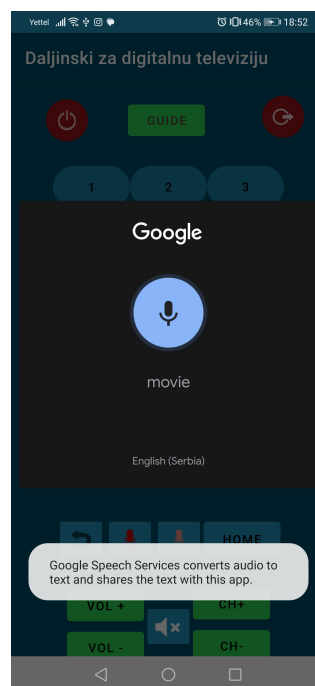 Yettel 46% 18:52
Daljinski za digitalnu televiziju
GUIDE
1 2 3
Google
movie
English (Serbia)
HOME
Google Speech Services converts audio to
text and shares the text with this app.
VOL + CH+
VOL - CH-